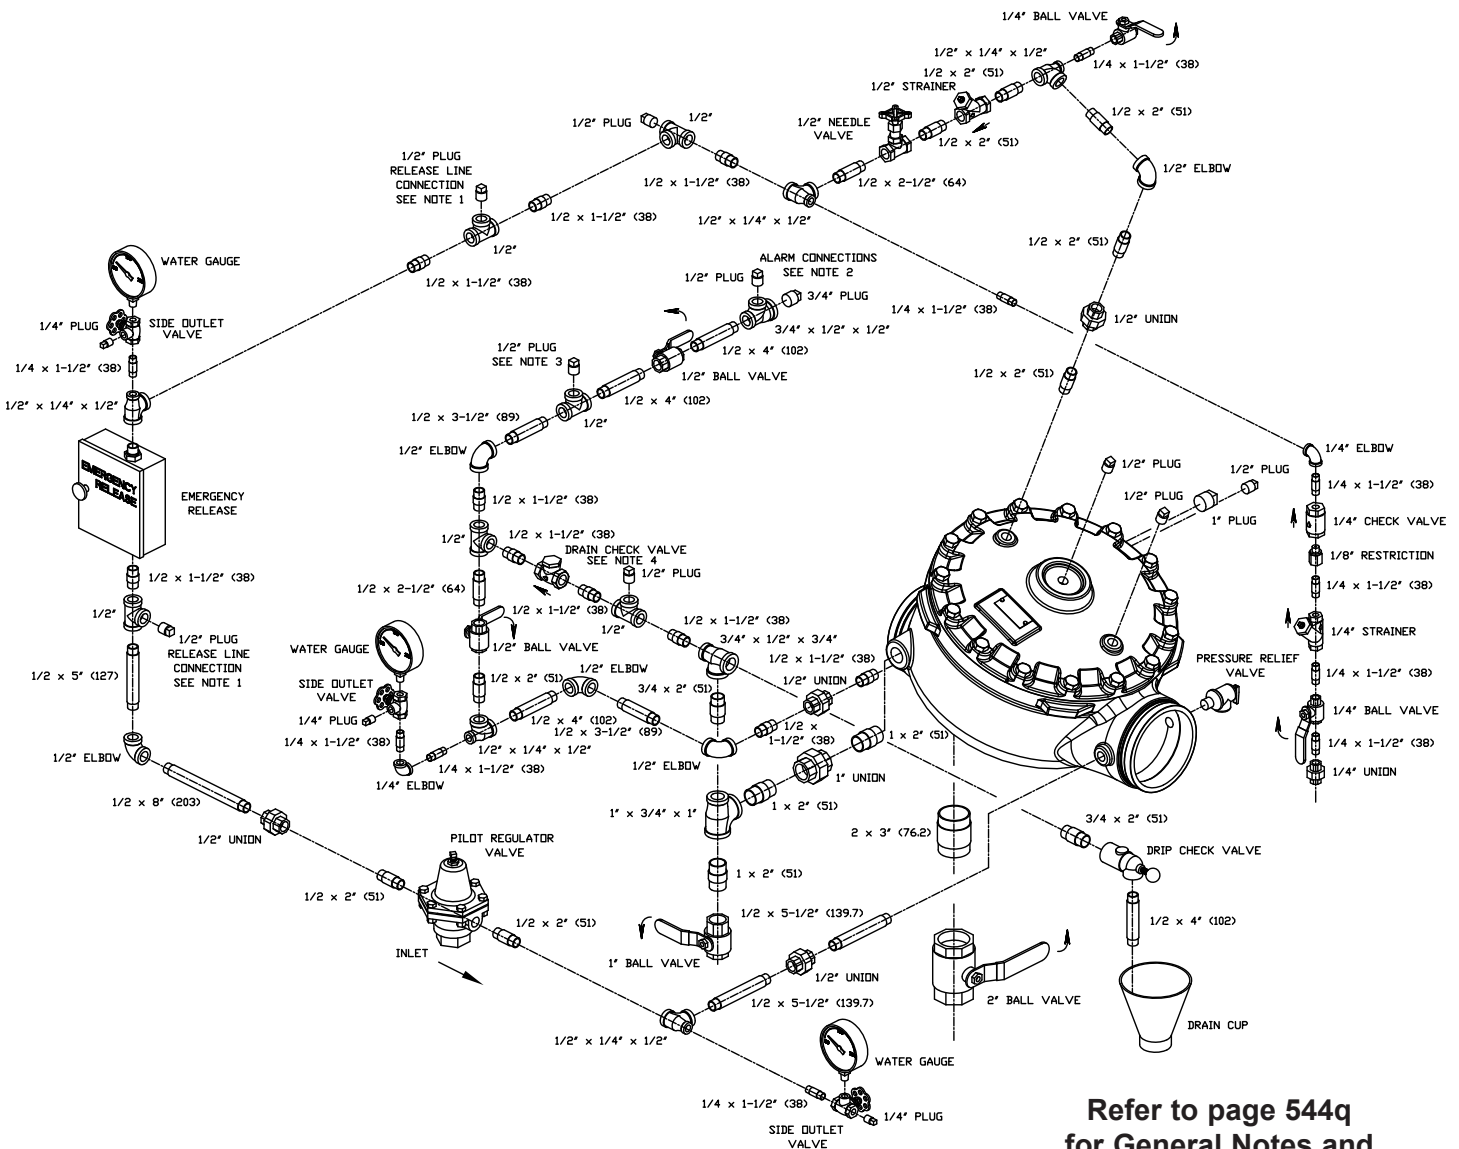 1/4" BALL VALVE
1/2" × 1/4" × 1/2"
1/4 × 1-1/2" (38)
1/2 × 2" (51)
1/2" STRAINER
1/2 × 2" (51)
1/2" PLUG
1/2"
1/2" NEEDLE
VALVE
1/2 × 2" (51)
1/2" ELBOW
1/2" PLUG
RELEASE LINE
CONNECTION
SEE NOTE 1
1/2 × 1-1/2" (38)
1/2 × 2-1/2" (64)
1/2 × 1-1/2" (38)
1/2" × 1/4" × 1/2"
1/2"
1/2 × 2" (51)
WATER GAUGE
ALARM CONNECTIONS
SEE NOTE 2
1/2 × 1-1/2" (38)
1/2" PLUG
3/4" PLUG
1/4 × 1-1/2" (38)
1/2" UNION
1/4" PLUG
SIDE OUTLET
VALVE
3/4" × 1/2" × 1/2"
1/2" PLUG
SEE NOTE 3
1/2 × 4" (102)
1/4 × 1-1/2" (38)
1/2" BALL VALVE
1/2 × 2" (51)
1/2 × 4" (102)
1/2" × 1/4" × 1/2"
1/2 × 3-1/2" (89)
1/2"
1/2" ELBOW
1/4" ELBOW
EMERGENCY
RELEASE
1/2" PLUG
1/2" PLUG
1/4 × 1-1/2" (38)
EMERGENCY
RELEASE
1/2 × 1-1/2" (38)
1/2" PLUG
1" PLUG
1/4" CHECK VALVE
1/2"
1/2 × 1-1/2" (38)
DRAIN CHECK VALVE
SEE NOTE 4
1/2" PLUG
1/8" RESTRICTION
1/2 × 1-1/2" (38)
1/2 × 2-1/2" (64)
1/4 × 1-1/2" (38)
1/2"
1/2 × 1-1/2" (38)
1/2"
1/2 × 1-1/2" (38)
1/4" STRAINER
1/2" PLUG
RELEASE LINE
CONNECTION
SEE NOTE 1
WATER GAUGE
1/2" BALL VALVE
3/4" × 1/2" × 3/4"
1/2 × 1-1/2" (38)
PRESSURE RELIEF
VALVE
1/2 × 5" (127)
1/2" ELBOW
1/2" UNION
1/4 × 1-1/2" (38)
SIDE OUTLET
VALVE
1/2 × 2" (51)
3/4 × 2" (51)
1/4" PLUG
1/2 × 4" (102)
1/2 × 3-1/2" (89)
1/2 ×
1-1/2" (38)
1 × 2" (51)
1/4" BALL VALVE
1/4 × 1-1/2" (38)
1/2" × 1/4" × 1/2"
1/4 × 1-1/2" (38)
1/2" ELBOW
1/4 × 1-1/2" (38)
1/2" ELBOW
1" UNION
1/4" UNION
1/4" ELBOW
1/2 × 8" (203)
1 × 2" (51)
1" × 3/4" × 1"
3/4 × 2" (51)
1/2" UNION
PILOT REGULATOR
VALVE
2 × 3" (76.2)
DRIP CHECK VALVE
1 × 2" (51)
1/2 × 2" (51)
1/2 × 2" (51)
1/2 × 5-1/2" (139.7)
1/2 × 4" (102)
INLET
1" BALL VALVE
1/2" UNION
1/2 × 5-1/2" (139.7)
2" BALL VALVE
DRAIN CUP
1/2" × 1/4" × 1/2"
WATER GAUGE
1/4 × 1-1/2" (38)
1/4" PLUG
SIDE OUTLET
VALVE
Refer to page 544q
for General Notes and